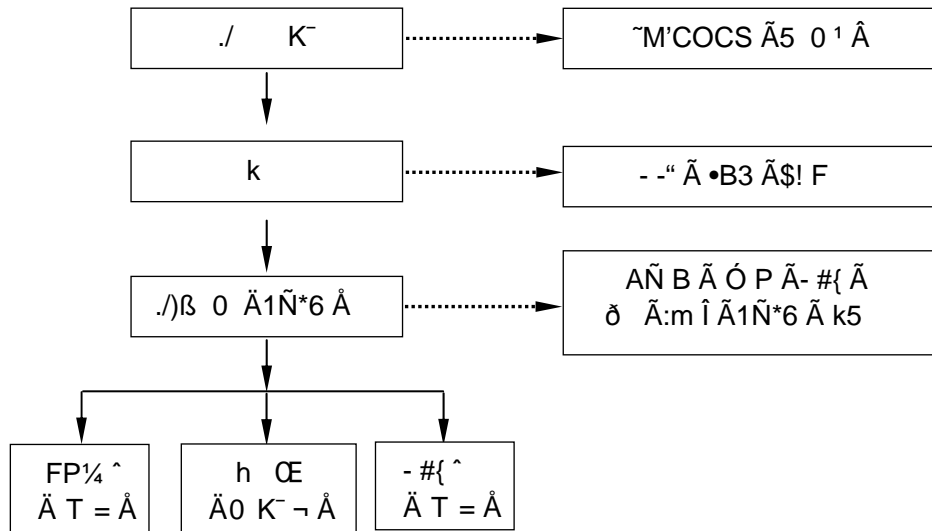 ./ K¯
˜M'COCS Ã5 0 ¹ Â
k
- -“ Ã •B3 Ã$! F
./)ß 0 Ä1Ñ*6 Å
AÑ B Ã Ó P Ã- #{ Ã
ð Ã:m Î Ã1Ñ*6 Ã k5
FP¼ ˆ
Ä T = Å
h Œ
Ä0 K¯ ¬ Å
- #{ ˆ
Ä T = Å